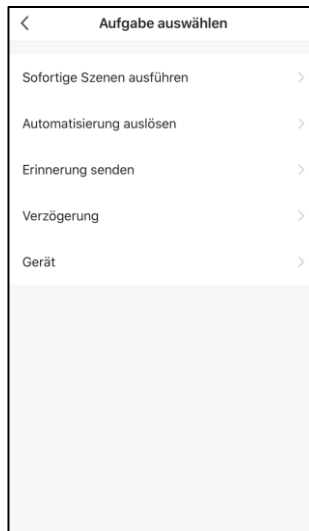 Aufgabe auswählen
Sofortige Szenen ausführen
Automatisierung auslösen
Erinnerung senden
Verzögerung
Gerät